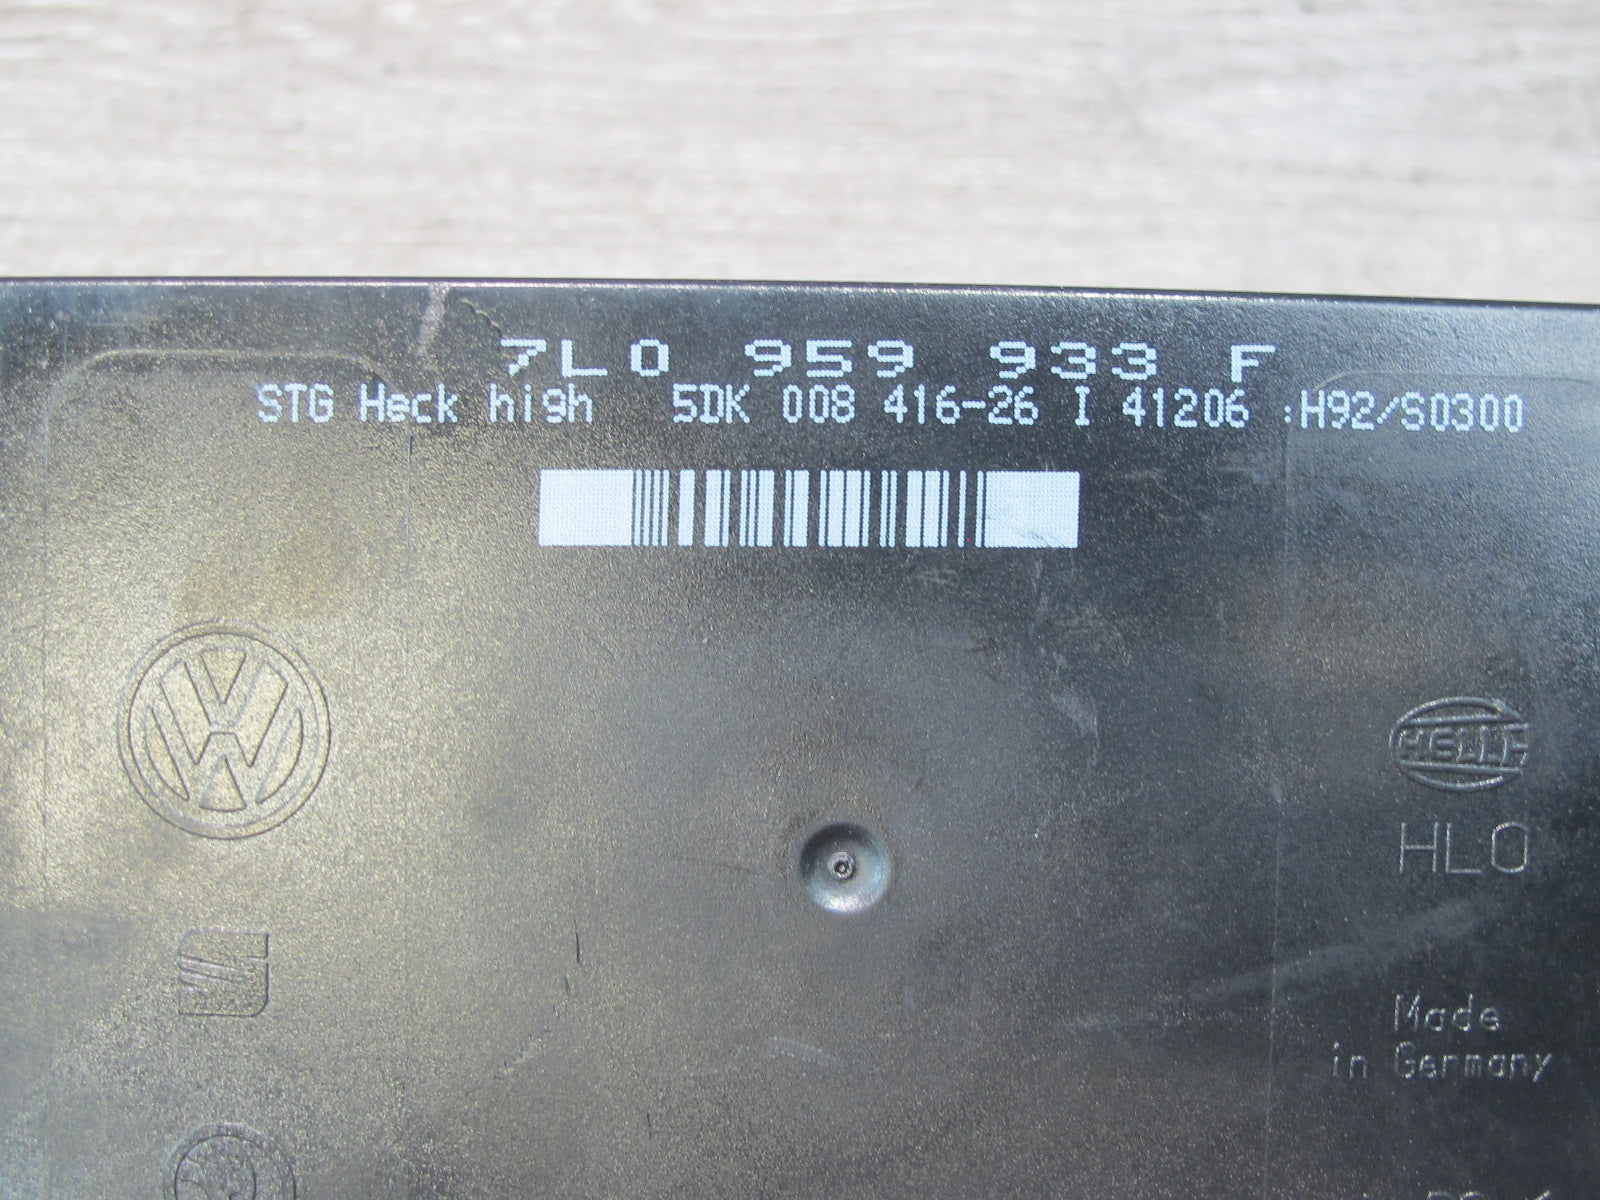 7L0 959 933 F
STG Heck high 5DK 008 416-26 I 41206 :H92/S0300
HELLA
HLO
Made
in Germany